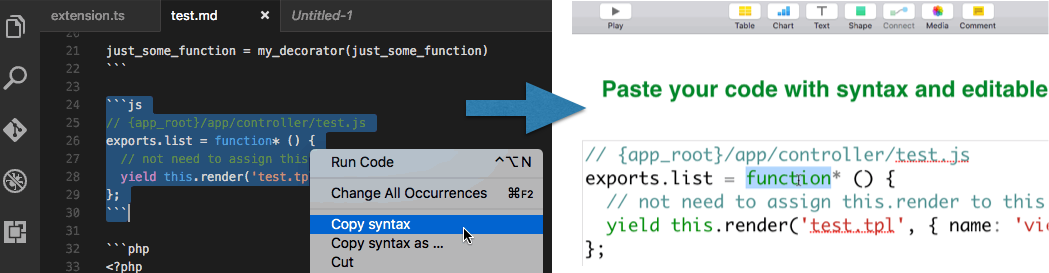 extension.ts
test.md
Untitled-1
20
21 just_some_function = my_decorator(just_some_function)
22 ```
23
24 ```js
25 // {app_root}/app/controller/test.js
26 exports.list = function* () {
27 // not need to assign this
28 yield this.render('test.tp
29 };
30 ```
31
32 ```php
33 <?php
Run Code ^⌥N
Change All Occurrences ⌘F2
Copy syntax
Copy syntax as ...
Cut
Play
Table
Chart
Text
Shape
Connect
Media
Comment
Paste your code with syntax and editable
// {app_root}/app/controller/test.js
exports.list = function* () {
// not need to assign this.render to this
yield this.render('test.tpl', { name: 'vi
};